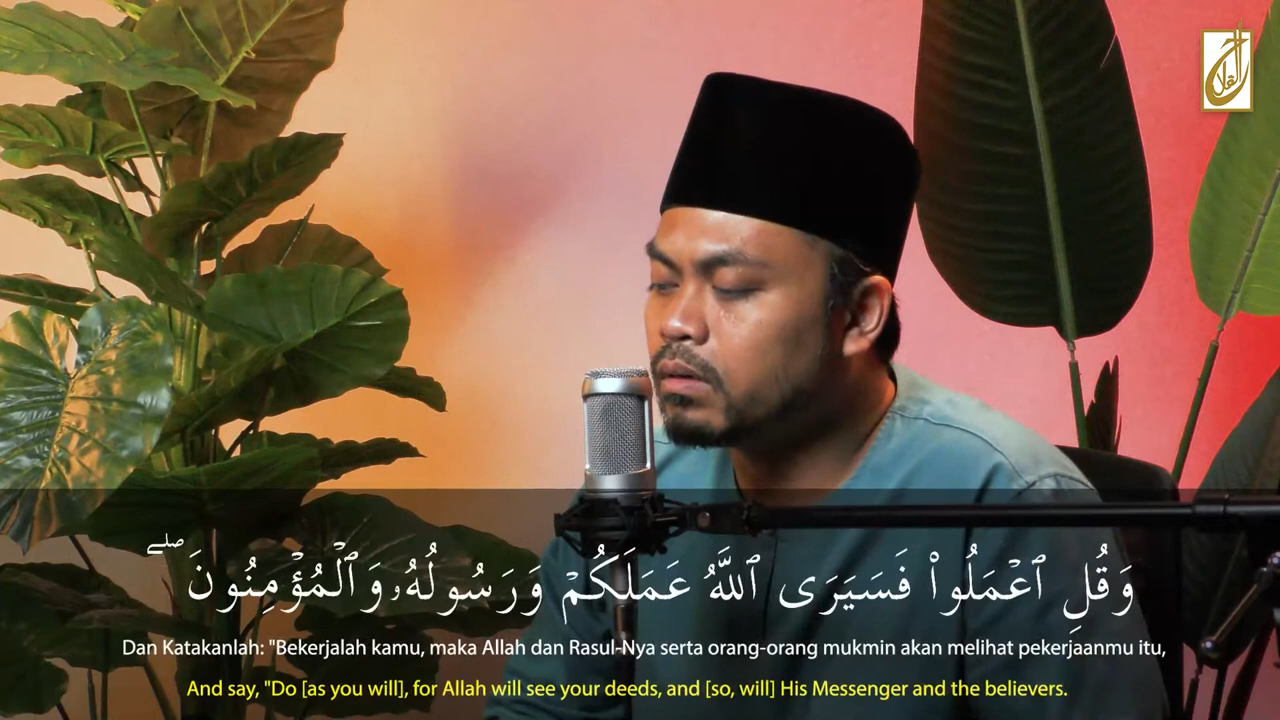 وَقُلِ ٱعْمَلُوا۟ فَسَيَرَى ٱللَّهُ عَمَلَكُمْ وَرَسُولُهُۥ وَٱلْمُؤْمِنُونَ ۖ
Dan Katakanlah: "Bekerjalah kamu, maka Allah dan Rasul-Nya serta orang-orang mukmin akan melihat pekerjaanmu itu,
And say, "Do [as you will], for Allah will see your deeds, and [so, will] His Messenger and the believers.